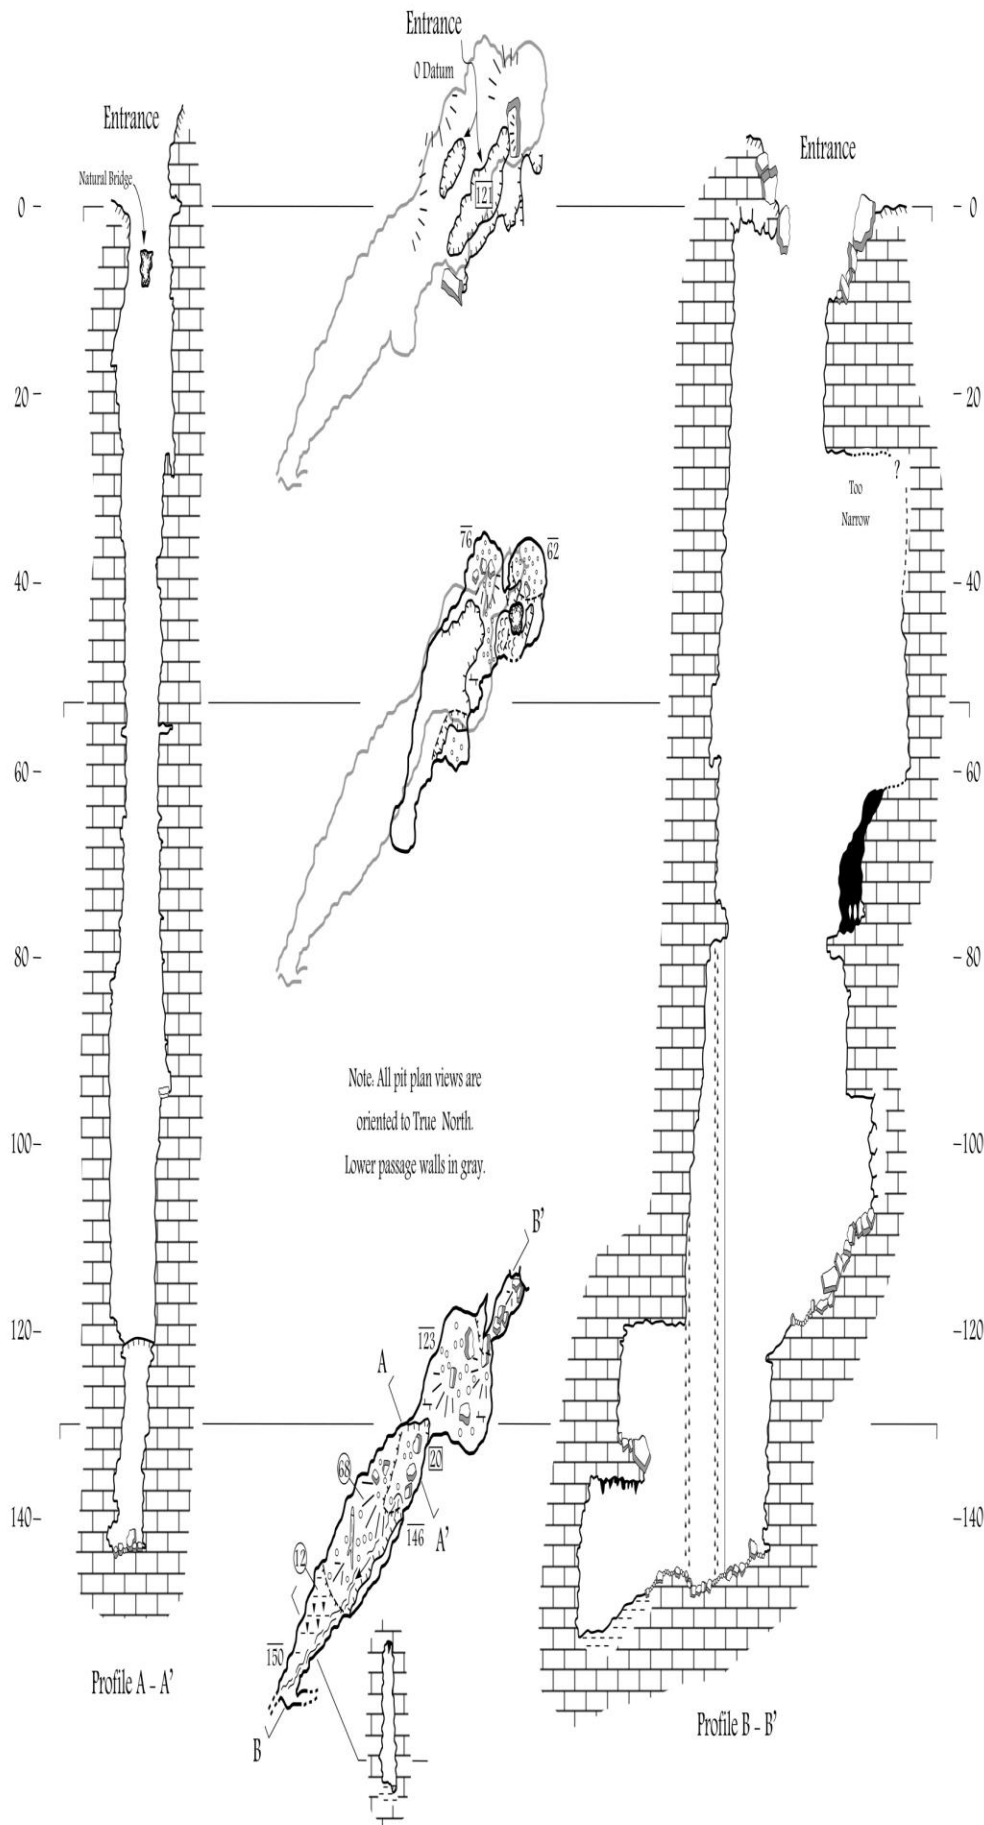 Entrance
O Datum
Entrance
Entrance
Natural Bridge
0
0
121
20
20
?
Too
Narrow
76
62
40
40
60
60
80
80
Note: All pit plan views are
oriented to True North.
Lower passage walls in gray.
100
100
B'
120
120
123
A
68
20
140
140
146
A'
12
150
Profile A - A'
B
Profile B - B'